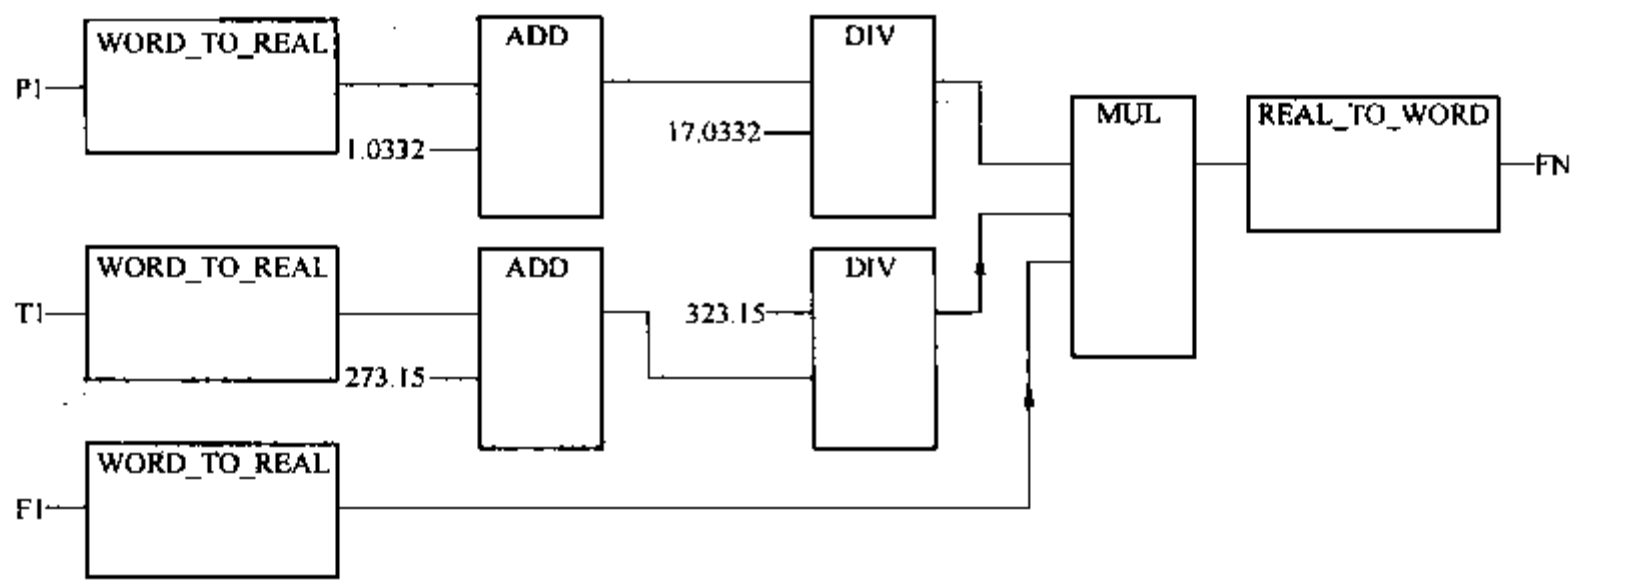 WORD_TO_REAL
ADD
DIV
P1
1.0332
17.0332
MUL
REAL_TO_WORD
FN
WORD_TO_REAL
ADD
DIV
T1
323.15
273.15
WORD_TO_REAL
F1